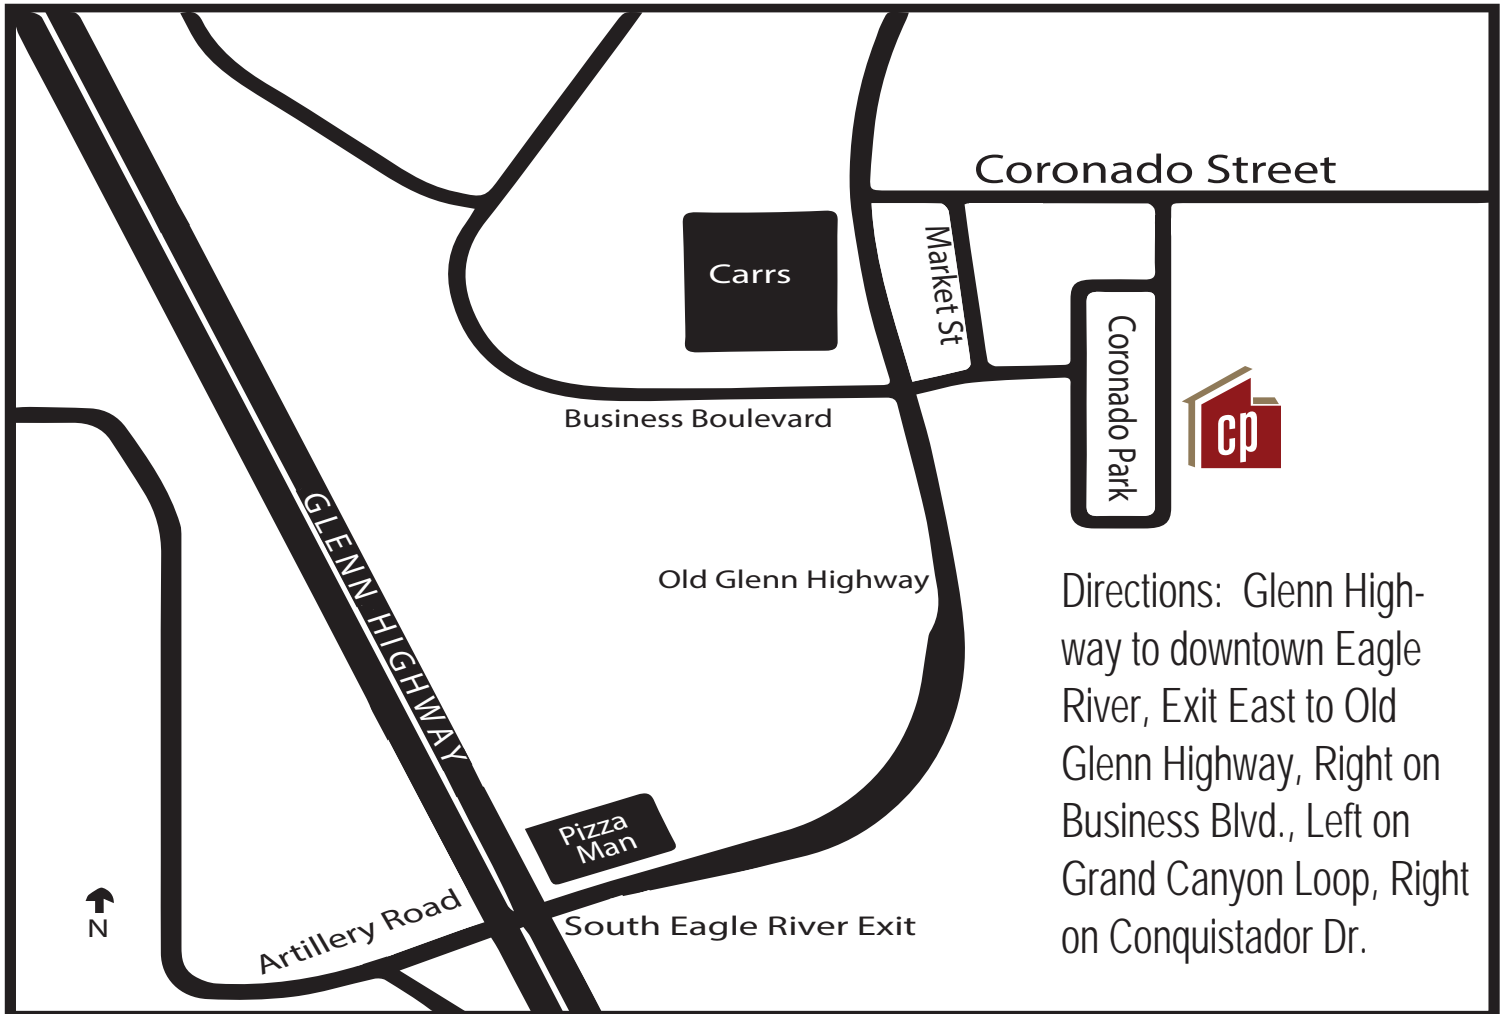 Coronado Street
Market St
Carrs
Coronado Park
cp
Business Boulevard
GLENN HIGHWAY
Old Glenn Highway
Directions:  Glenn High-
way to downtown Eagle
River, Exit East to Old
Glenn Highway, Right on
Business Blvd., Left on
Grand Canyon Loop, Right
on Conquistador Dr.
Pizza
Man
Artillery Road
South Eagle River Exit
N